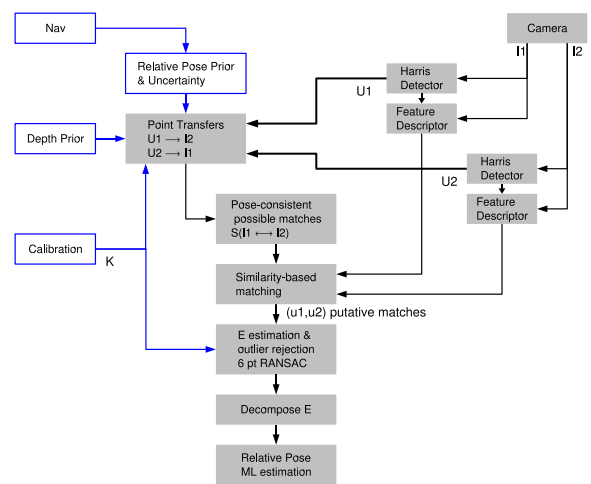 Nav
Camera
I1
I2
Relative Pose Prior
& Uncertainty
Harris
Detector
U1
Feature
Descriptor
Depth Prior
Point Transfers
U1 → I2
U2 → I1
Harris
Detector
U2
Feature
Descriptor
Pose-consistent
possible matches
S(I1 ↔ I2)
Calibration
K
Similarity-based
matching
(u1,u2) putative matches
E estimation &
outlier rejection
6 pt RANSAC
Decompose E
Relative Pose
ML estimation